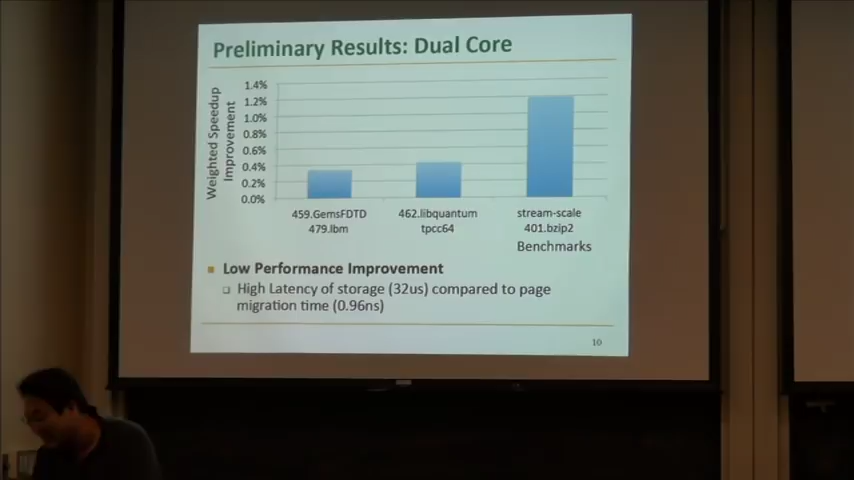 Preliminary Results: Dual Core
Weighted Speedup
Improvement
1.4%
1.2%
1.0%
0.8%
0.6%
0.4%
0.2%
0.0%
459.GemsFDTD
479.lbm
462.libquantum
tpcc64
stream-scale
401.bzip2
Benchmarks
Low Performance Improvement
High Latency of storage (32us) compared to page
migration time (0.96ns)
10